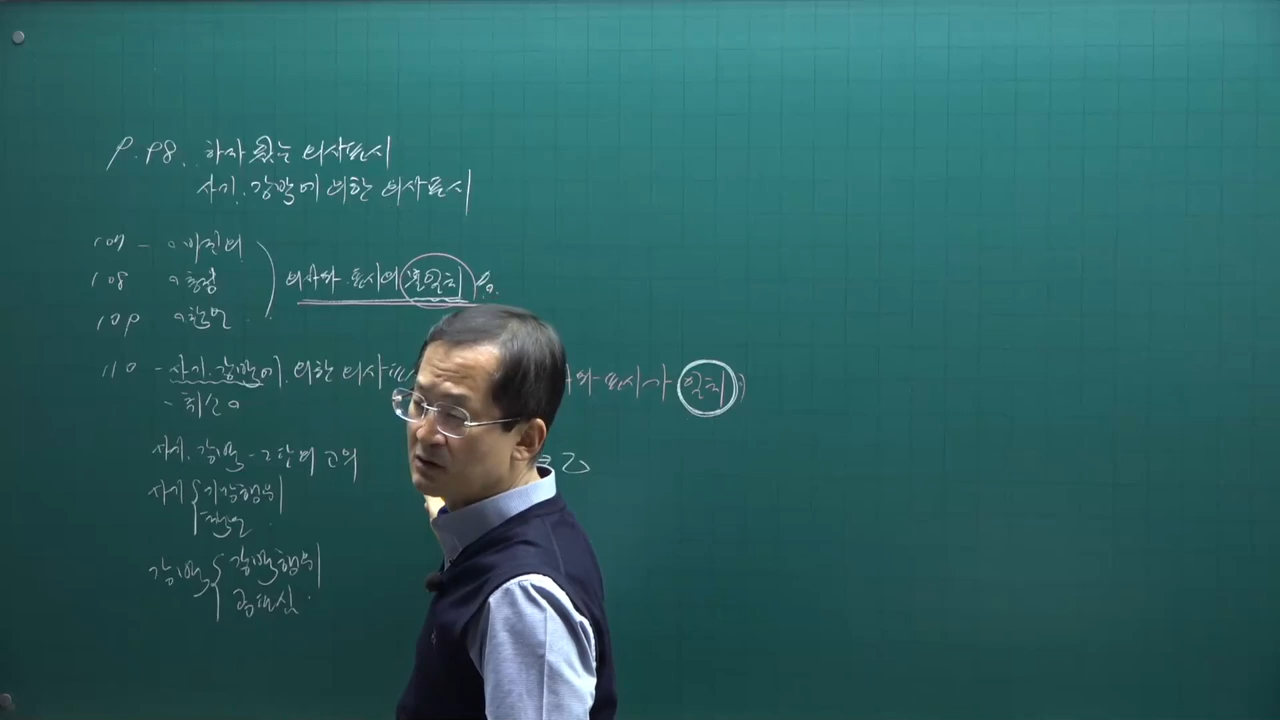 P. 98. 하자 있는 의사표시
사기.강박에 의한 의사표시
107 - 비진의
108 통정
109 착오
의사와 표시의 불일치
110 - 사기.강박에 의한 의사표 표시가 일치
- 취소
사기.강박 - 2단의 고의
乙
사기 { 기망행위
착오
강박 { 강박행위
공포심